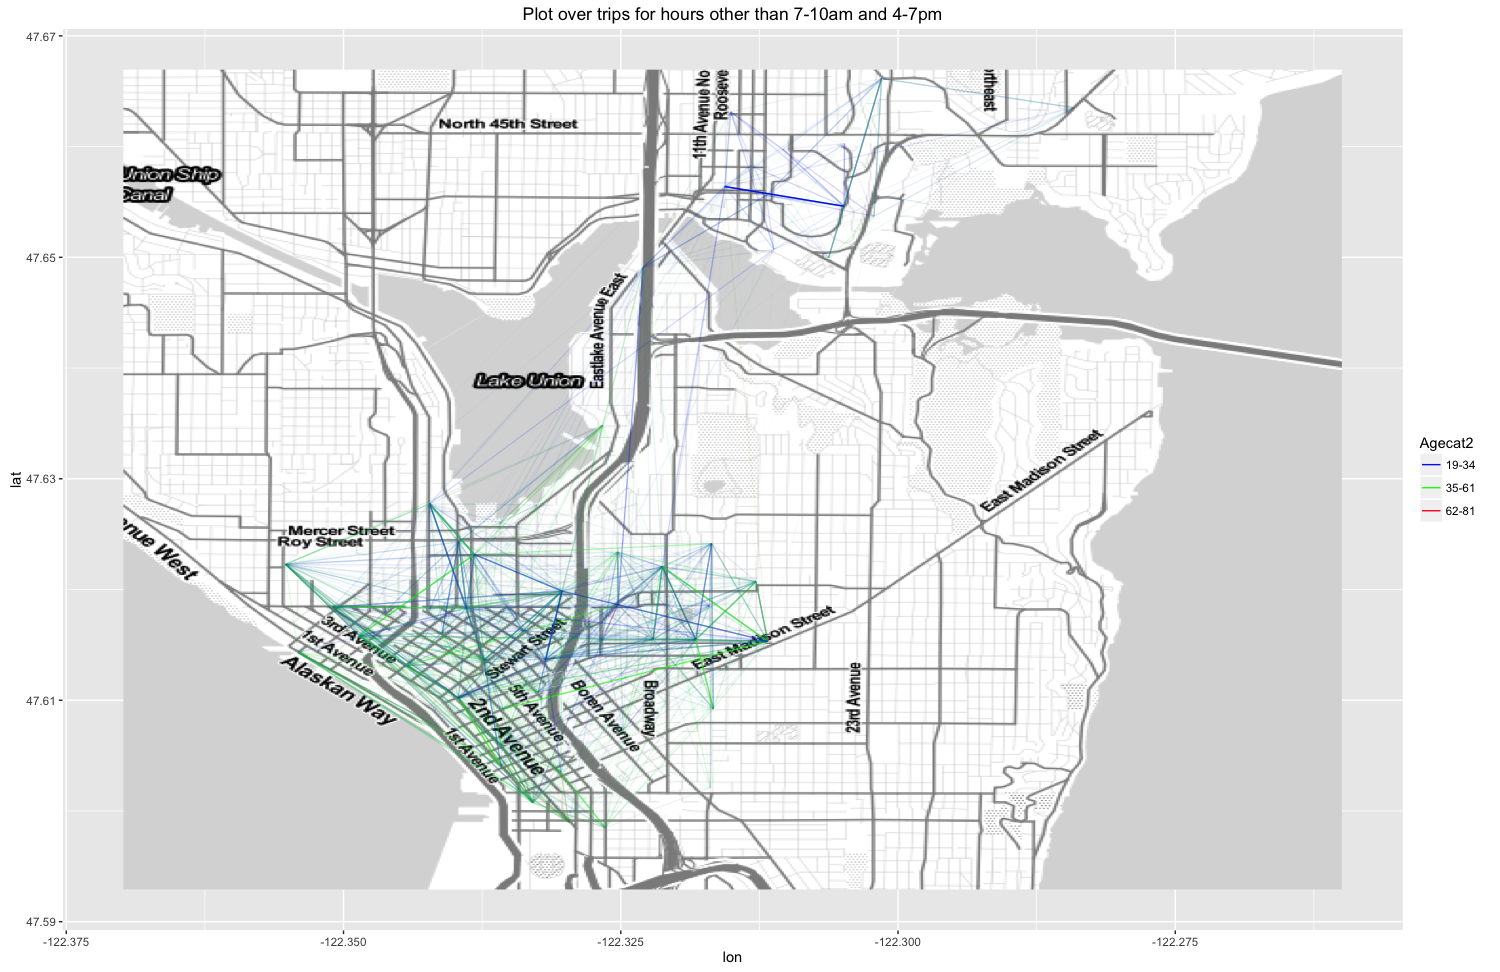 Plot over trips for hours other than 7-10am and 4-7pm
47.67
47.65
47.63
47.61
47.59
lat
North 45th Street
11th Avenue No
Rooseve
ortheast
Union Ship
Canal
Eastlake Avenue East
Lake Union
East Madison Street
Mercer Street
Roy Street
enue West
3rd Avenue
1st Avenue
Alaskan Way
Stewart Street
East Madison Street
5th Avenue
2nd Avenue
1st Avenue
Boren Avenue
Broadway
23rd Avenue
-122.375
-122.350
-122.325
-122.300
-122.275
lon
Agecat2
19-34
35-61
62-81